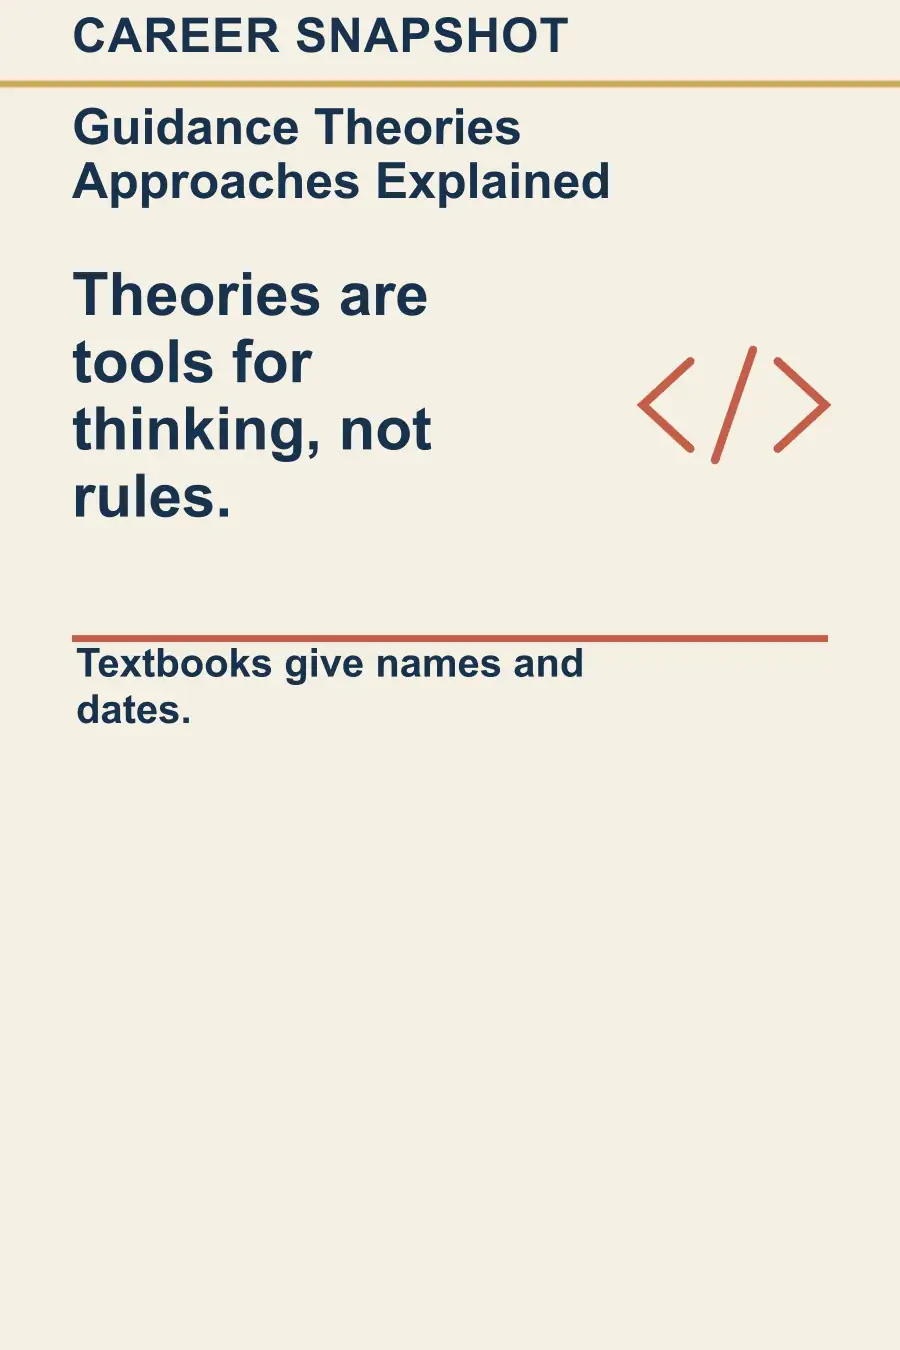 CAREER SNAPSHOT
Guidance Theories
Approaches Explained
Theories are
tools for
thinking, not
rules.
</>
Textbooks give names and
dates.